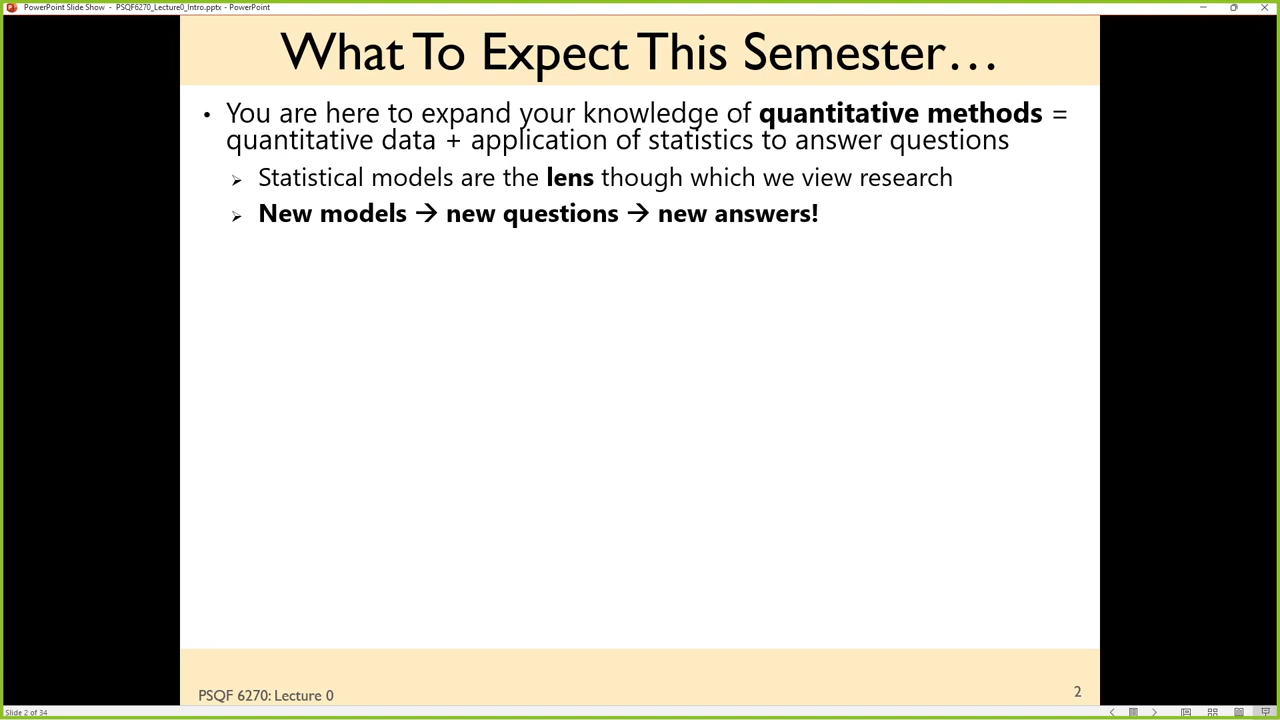 PowerPoint Slide Show - PSQF6270_Lecture0_Intro.pptx - PowerPoint
What To Expect This Semester…
• You are here to expand your knowledge of quantitative methods =
quantitative data + application of statistics to answer questions
➢ Statistical models are the lens though which we view research
➢ New models → new questions → new answers!
PSQF 6270: Lecture 0
2
Slide 2 of 34